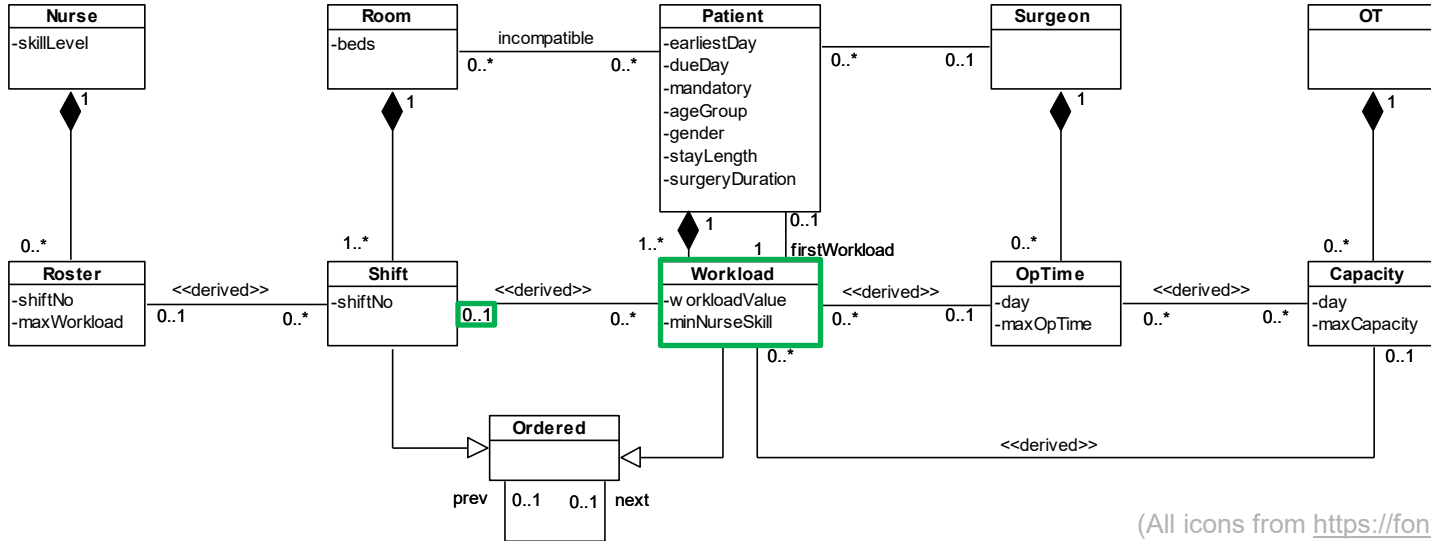 Nurse
-skillLevel
Room
-beds
incompatible
0..*
0..*
Patient
-earliestDay
-dueDay
-mandatory
-ageGroup
-gender
-stayLength
-surgeryDuration
0..*
0..1
Surgeon
OT
1
1
1
1
1
0..1
0..*
1..*
1..*
1
firstWorkload
0..*
0..*
Roster
-shiftNo
-maxWorkload
<<derived>>
0..1
0..*
Shift
-shiftNo
<<derived>>
0..1
0..*
Workload
-workloadValue
-minNurseSkill
<<derived>>
0..*
0..1
OpTime
-day
-maxOpTime
<<derived>>
0..*
0..*
Capacity
-day
-maxCapacity
0..*
0..1
Ordered
<<derived>>
prev
0..1
0..1
next
(All icons from https://fon